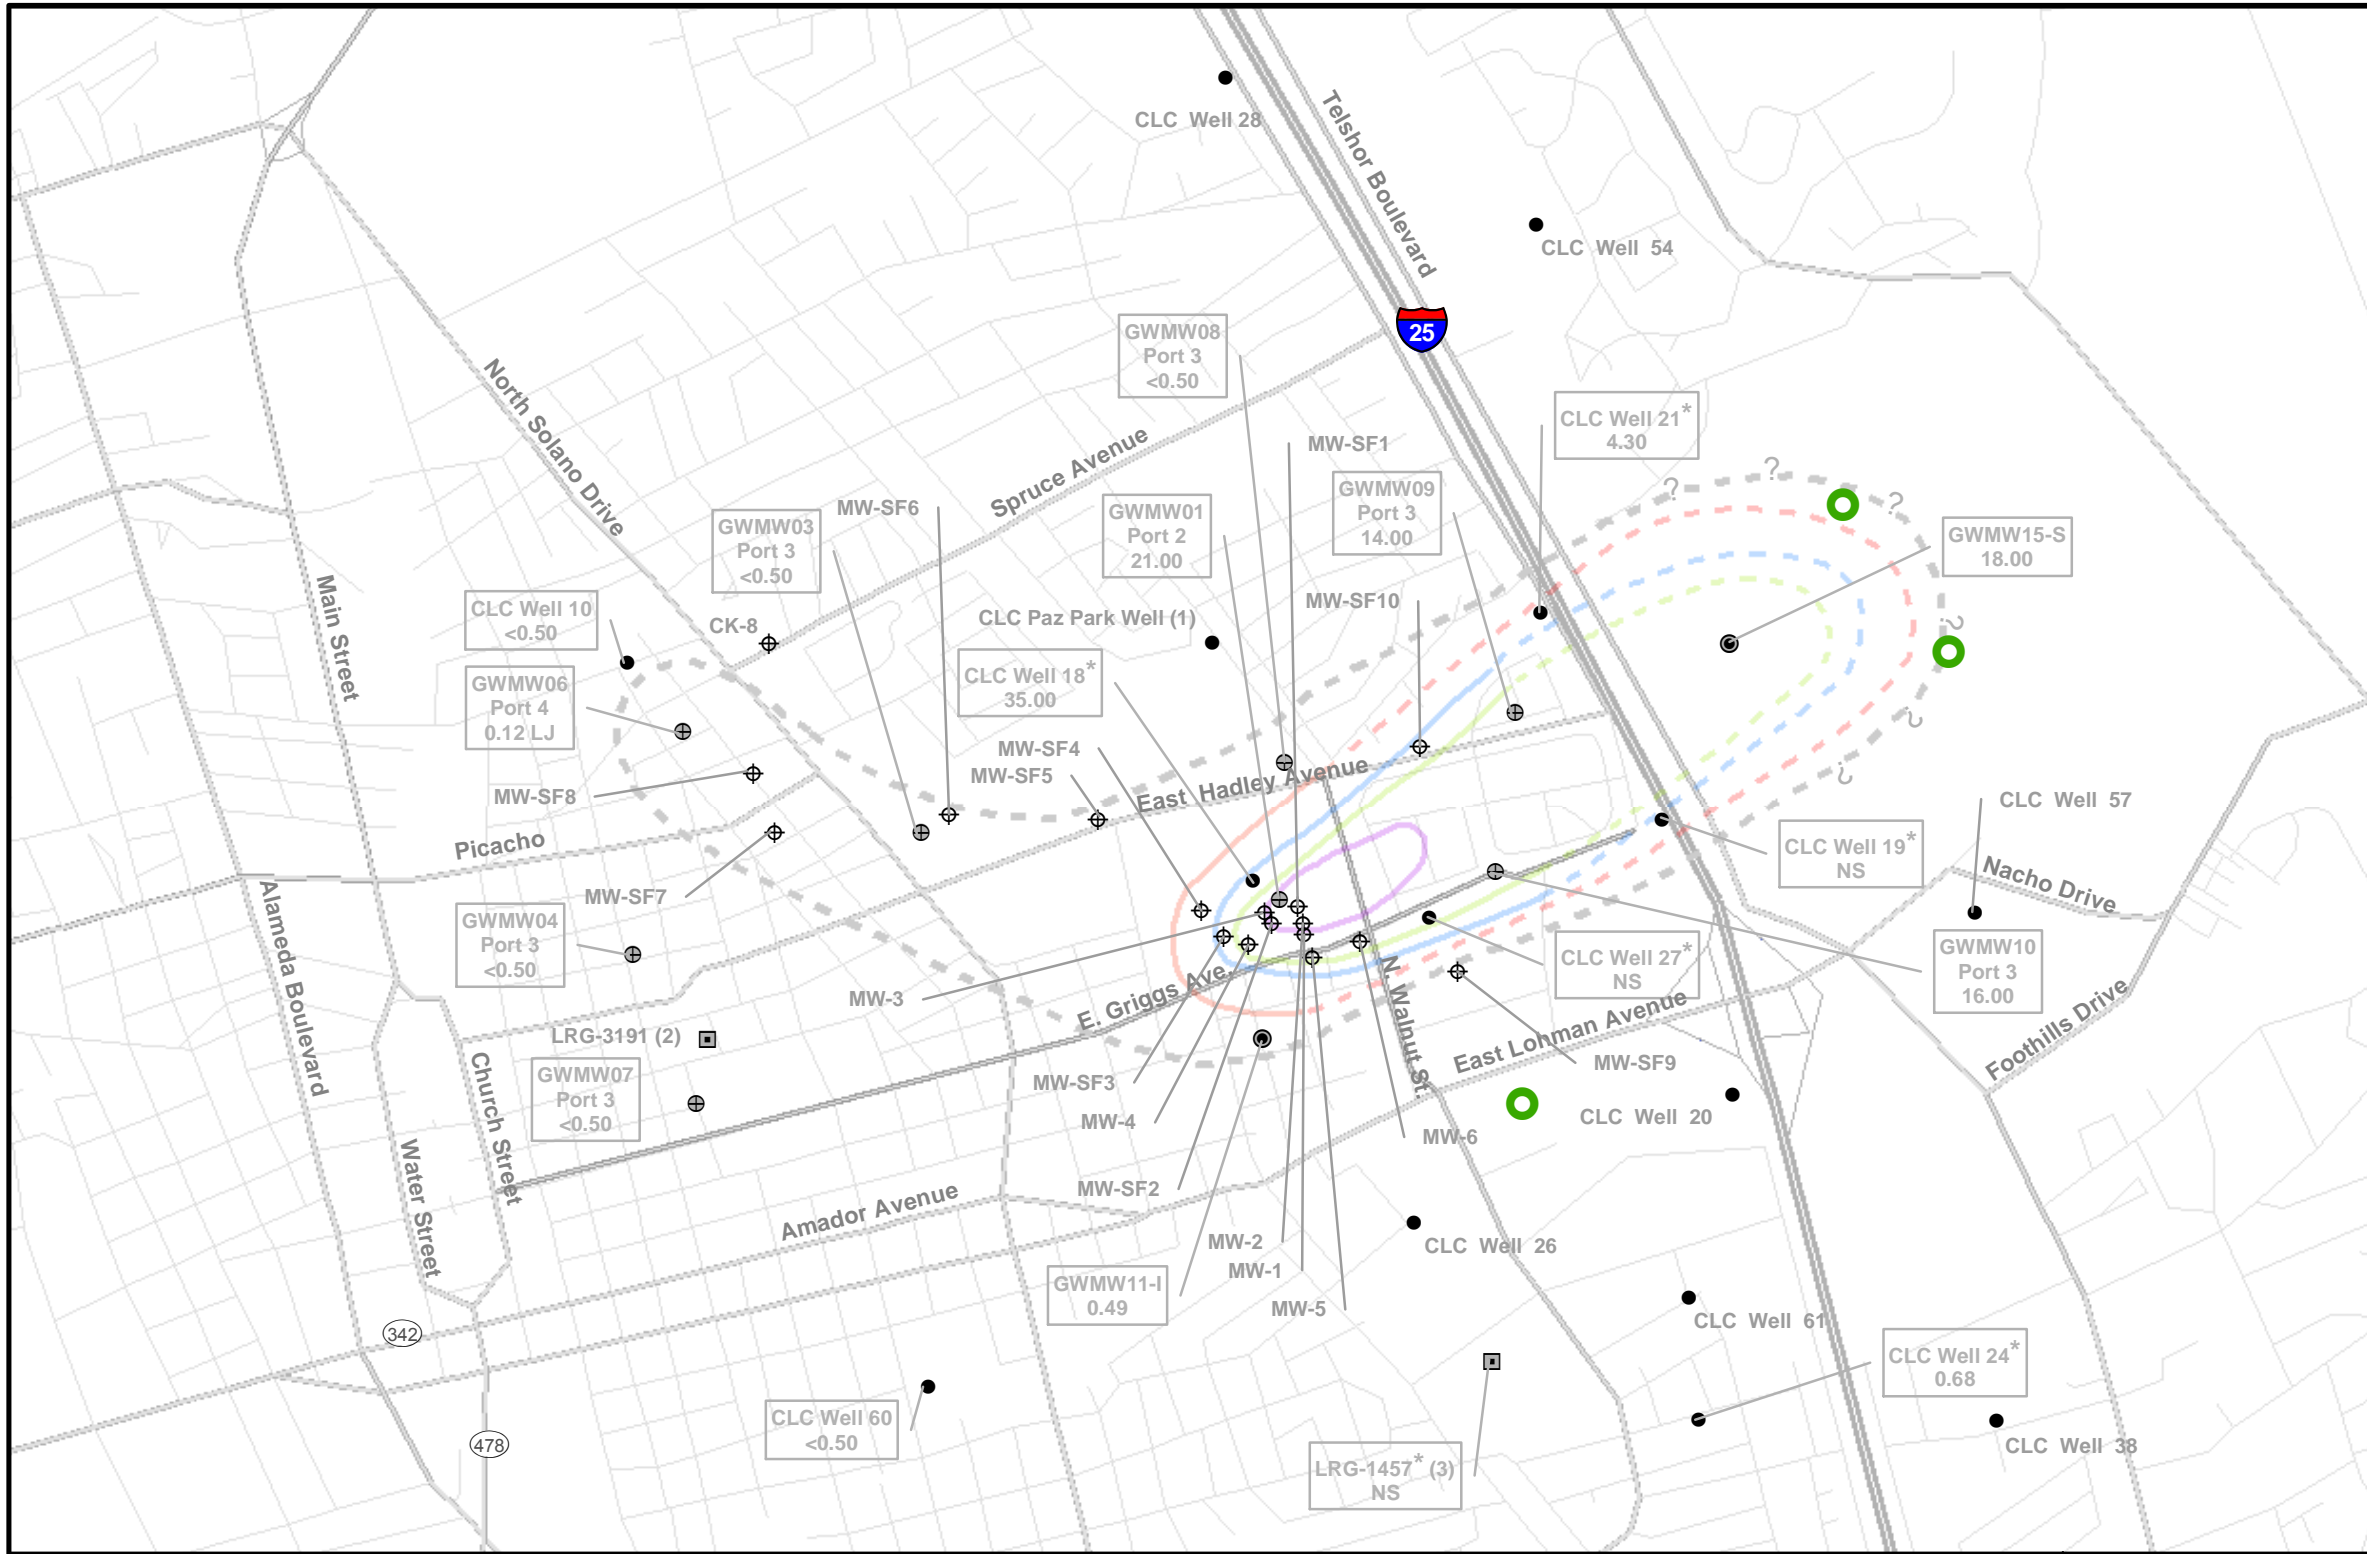 CLC Well 28
Telshor Boulevard
CLC Well 54
25
GWMW08
Port 3
<0.50
CLC Well 21*
4.30
MW-SF1
North Solano Drive
Spruce Avenue
GWMW09
Port 3
14.00
MW-SF6
GWMW01
Port 2
21.00
GWMW03
Port 3
<0.50
?
?
?
?
?
?
GWMW15-S
18.00
Main Street
CLC Well 10
<0.50
CK-8
CLC Paz Park Well (1)
MW-SF10
GWMW06
Port 4
0.12 LJ
CLC Well 18*
35.00
MW-SF4
MW-SF5
East Hadley Avenue
MW-SF8
Picacho
CLC Well 57
CLC Well 19*
NS
Nacho Drive
MW-SF7
Alameda Boulevard
GWMW04
Port 3
<0.50
CLC Well 27*
NS
GWMW10
Port 3
16.00
MW-3
E. Griggs Ave.
N. Walnut St.
East Lohman Avenue
Foothills Drive
LRG-3191 (2)
GWMW07
Port 3
<0.50
Church Street
Water Street
MW-SF3
MW-4
MW-SF9
CLC Well 20
MW-6
MW-SF2
Amador Avenue
MW-2
MW-1
MW-5
CLC Well 26
GWMW11-I
0.49
CLC Well 61
342
CLC Well 24*
0.68
CLC Well 60
<0.50
478
LRG-1457* (3)
NS
CLC Well 38